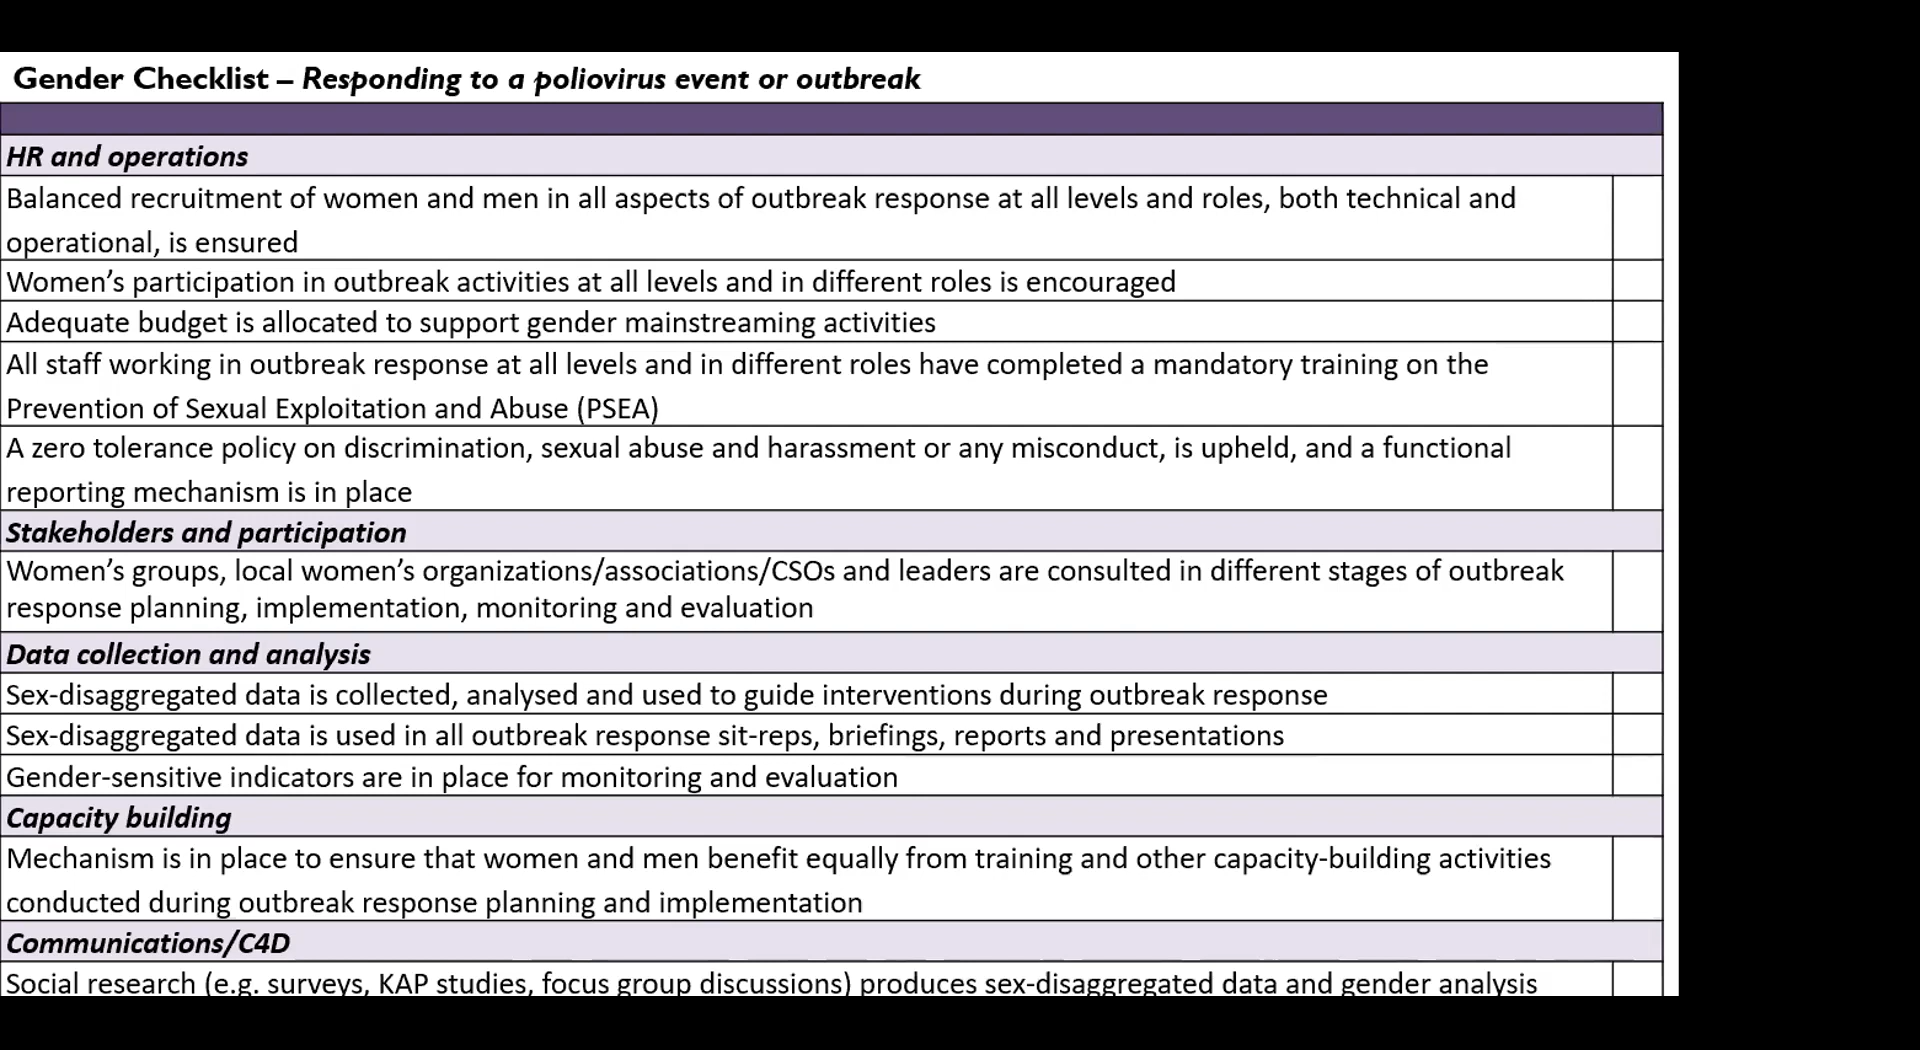 Gender Checklist – Responding to a poliovirus event or outbreak
HR and operations
Balanced recruitment of women and men in all aspects of outbreak response at all levels and roles, both technical and
operational, is ensured
Women’s participation in outbreak activities at all levels and in different roles is encouraged
Adequate budget is allocated to support gender mainstreaming activities
All staff working in outbreak response at all levels and in different roles have completed a mandatory training on the
Prevention of Sexual Exploitation and Abuse (PSEA)
A zero tolerance policy on discrimination, sexual abuse and harassment or any misconduct, is upheld, and a functional
reporting mechanism is in place
Stakeholders and participation
Women’s groups, local women’s organizations/associations/CSOs and leaders are consulted in different stages of outbreak
response planning, implementation, monitoring and evaluation
Data collection and analysis
Sex-disaggregated data is collected, analysed and used to guide interventions during outbreak response
Sex-disaggregated data is used in all outbreak response sit-reps, briefings, reports and presentations
Gender-sensitive indicators are in place for monitoring and evaluation
Capacity building
Mechanism is in place to ensure that women and men benefit equally from training and other capacity-building activities
conducted during outbreak response planning and implementation
Communications/C4D
Social research (e.g. surveys, KAP studies, focus group discussions) produces sex-disaggregated data and gender analysis